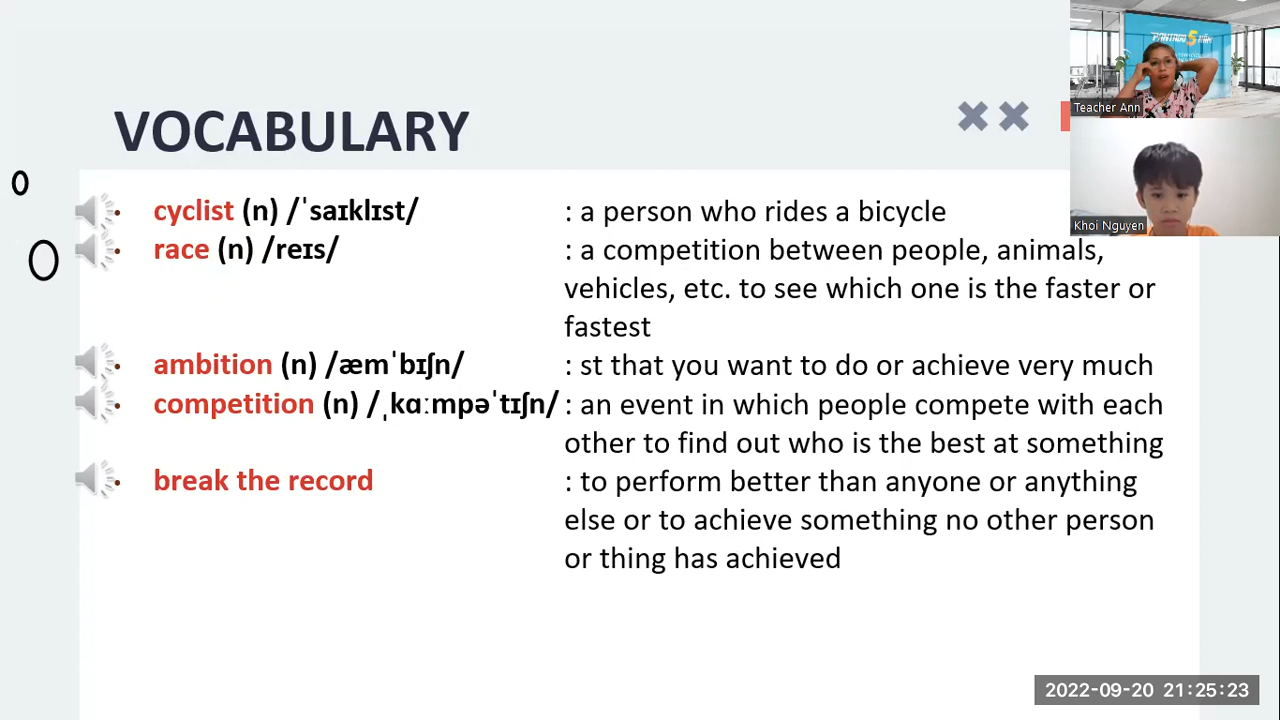 VOCABULARY
Teacher Ann
Khoi Nguyen
• cyclist (n) /ˈsaɪklɪst/ : a person who rides a bicycle
• race (n) /reɪs/ : a competition between people, animals,
vehicles, etc. to see which one is the faster or
fastest
• ambition (n) /æmˈbɪʃn/ : st that you want to do or achieve very much
• competition (n) /ˌkɑːmpəˈtɪʃn/ : an event in which people compete with each
other to find out who is the best at something
• break the record : to perform better than anyone or anything
else or to achieve something no other person
or thing has achieved
2022-09-20 21:25:23